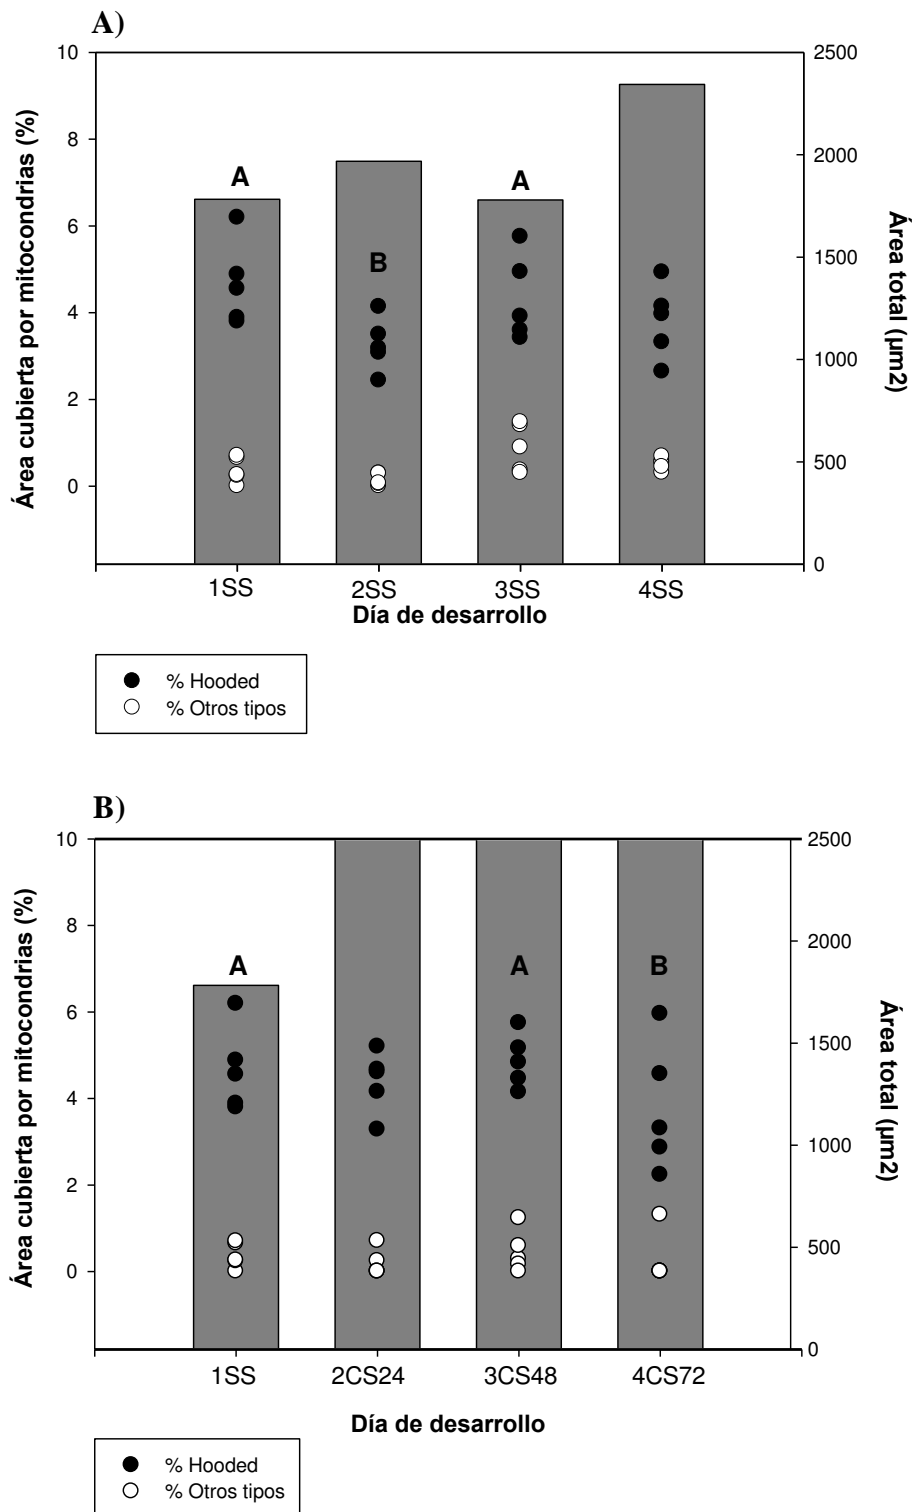 A)
10
8
6
4
2
0
Área cubierta por mitocondrias (%)
A
B
A
2500
2000
1500
1000
500
0
Área total (µm2)
1SS 2SS 3SS 4SS
Día de desarrollo
% Hooded
% Otros tipos
B)
10
8
6
4
2
0
Área cubierta por mitocondrias (%)
A
A
B
2500
2000
1500
1000
500
0
Área total (µm2)
1SS 2CS24 3CS48 4CS72
Día de desarrollo
% Hooded
% Otros tipos